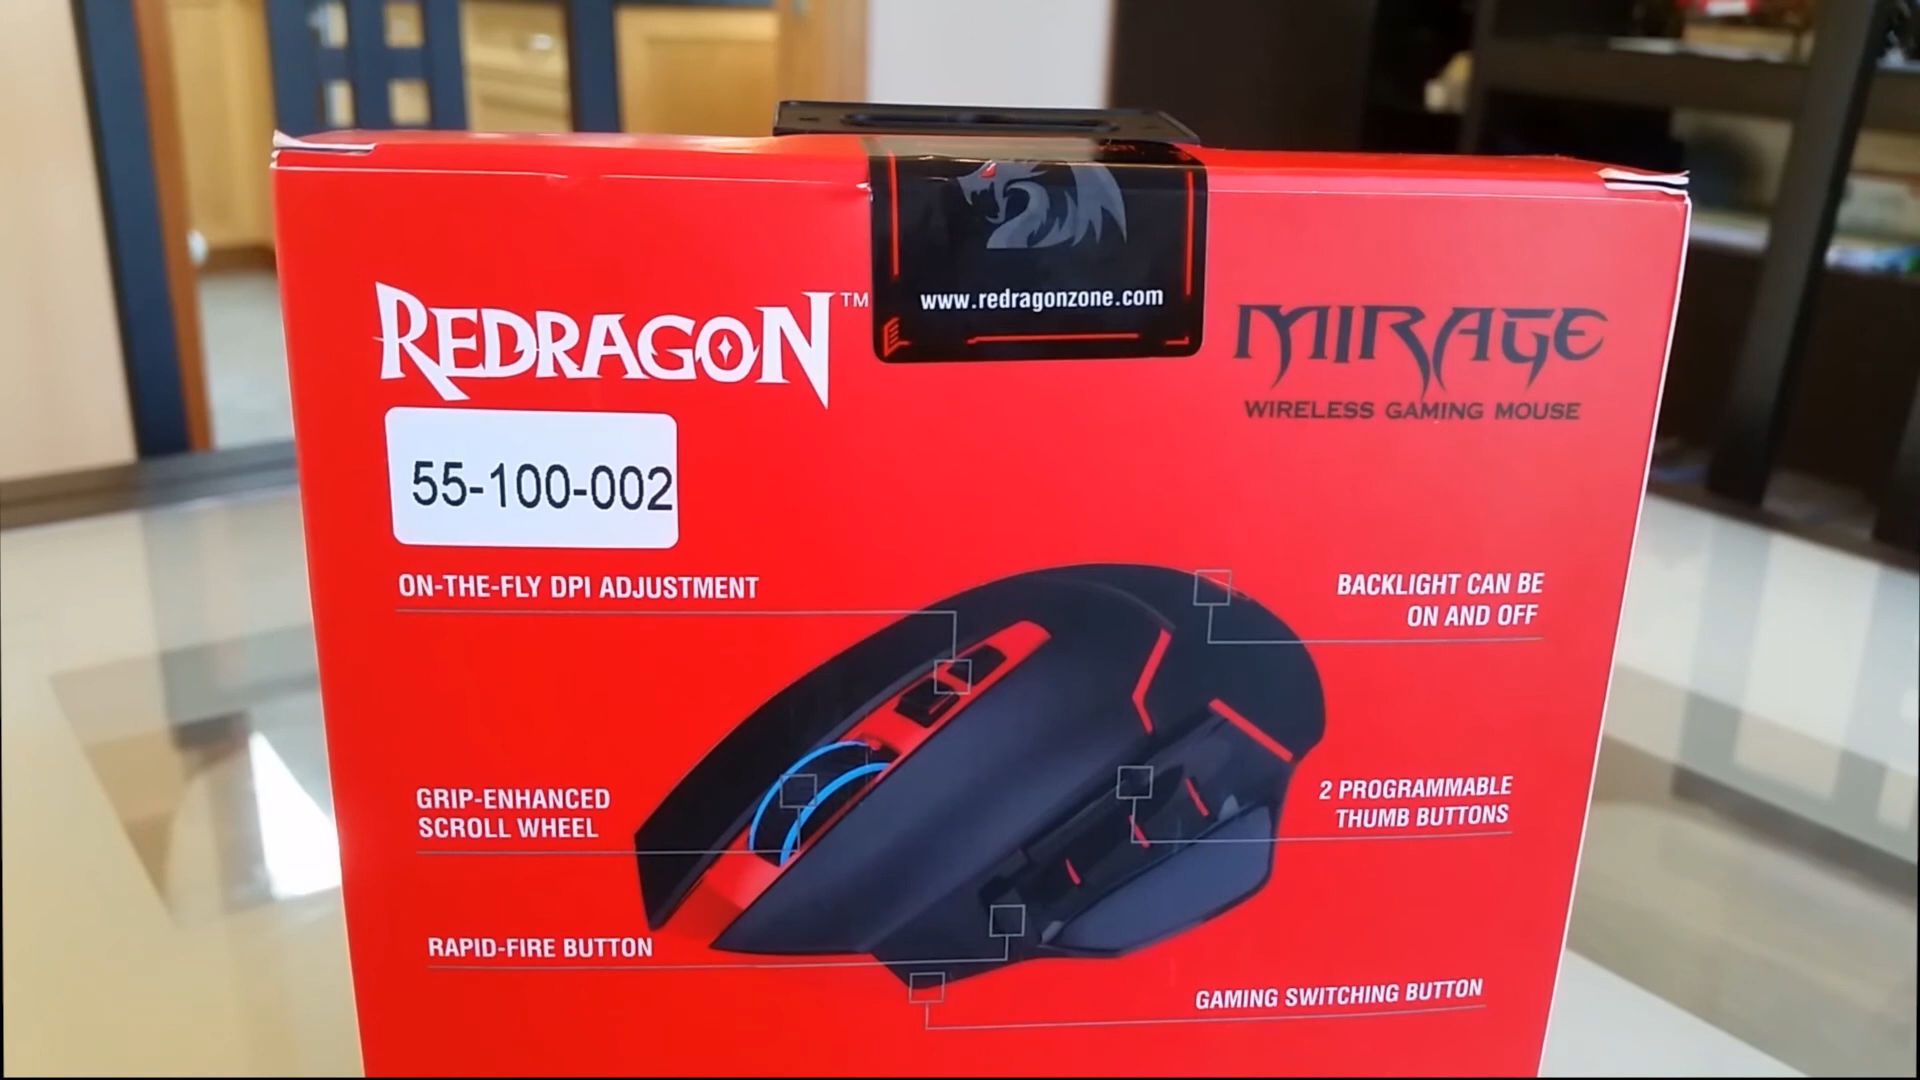 REDRAGON™
www.redragonzone.com
MIRAGE
WIRELESS GAMING MOUSE
55-100-002
ON-THE-FLY DPI ADJUSTMENT
BACKLIGHT CAN BE
ON AND OFF
GRIP-ENHANCED
SCROLL WHEEL
2 PROGRAMMABLE
THUMB BUTTONS
RAPID-FIRE BUTTON
GAMING SWITCHING BUTTON